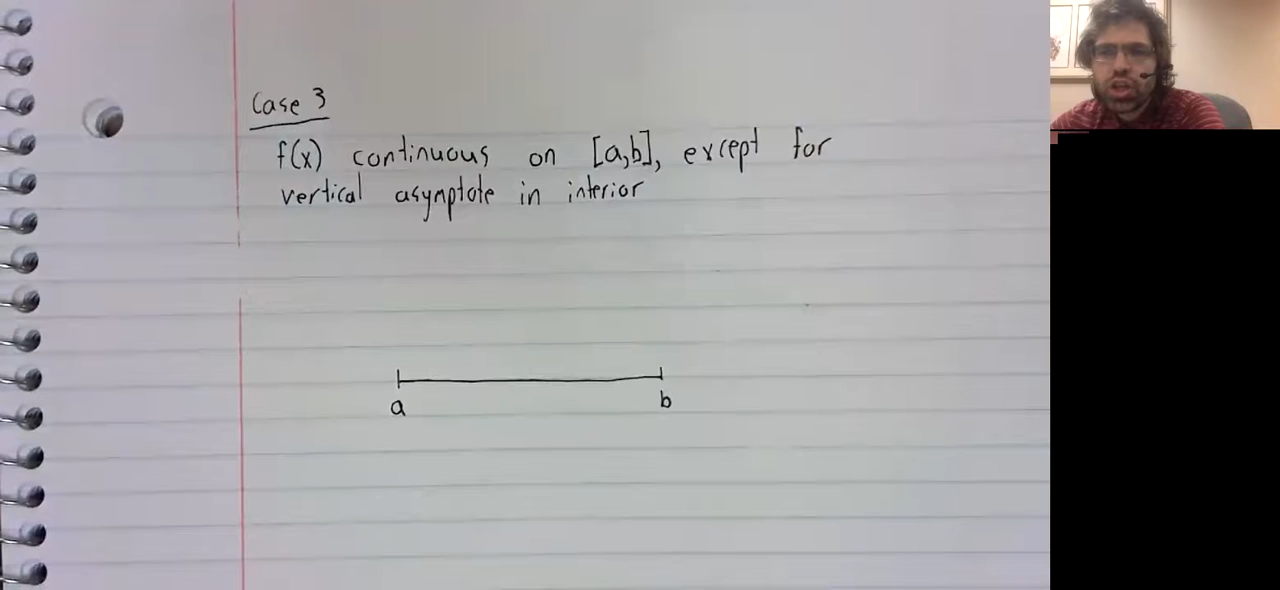 Case 3
f(x) continuous on [a,b], except for
vertical asymptote in interior
a b